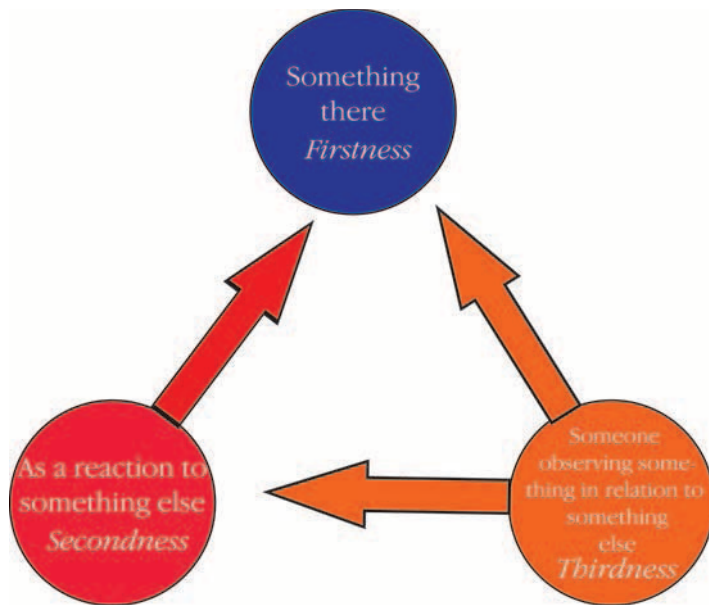 Something
there
Firstness
As a reaction to
something else
Secondness
Someone
observing some-
thing in relation to
something
else
Thirdness